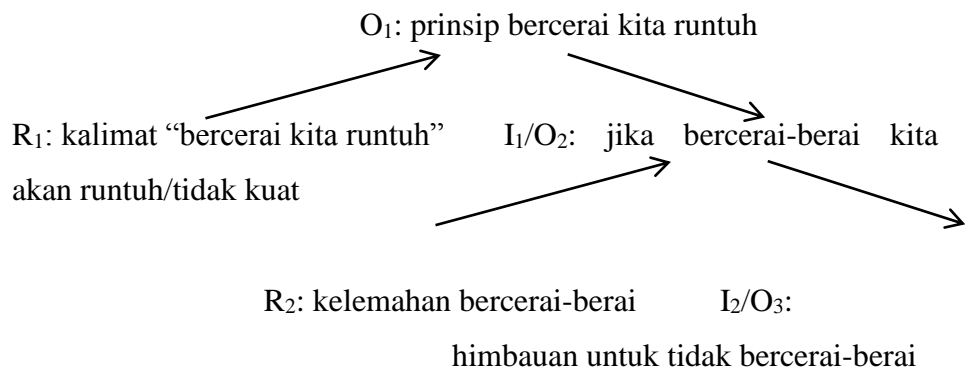 O₁: prinsip bercerai kita runtuh
R₁: kalimat “bercerai kita runtuh” I₁/O₂: jika bercerai-berai kita
akan runtuh/tidak kuat
R₂: kelemahan bercerai-berai I₂/O₃:
himbauan untuk tidak bercerai-berai